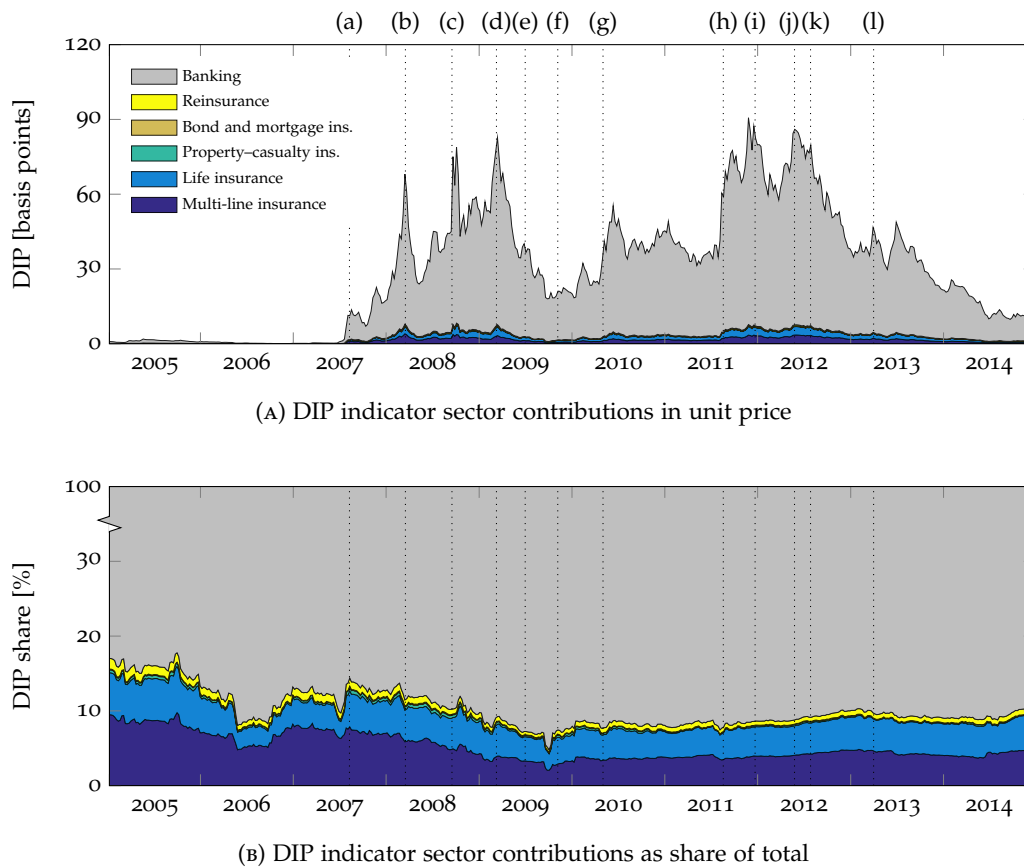 (a) (b) (c) (d) (e) (f) (g) (h) (i) (j) (k) (l)
120
90
60
30
0
DIP [basis points]
Banking
Reinsurance
Bond and mortgage ins.
Property–casualty ins.
Life insurance
Multi-line insurance
2005 2006 2007 2008 2009 2010 2011 2012 2013 2014
(A) DIP indicator sector contributions in unit price
100
30
20
10
0
DIP share [%]
2005 2006 2007 2008 2009 2010 2011 2012 2013 2014
(B) DIP indicator sector contributions as share of total